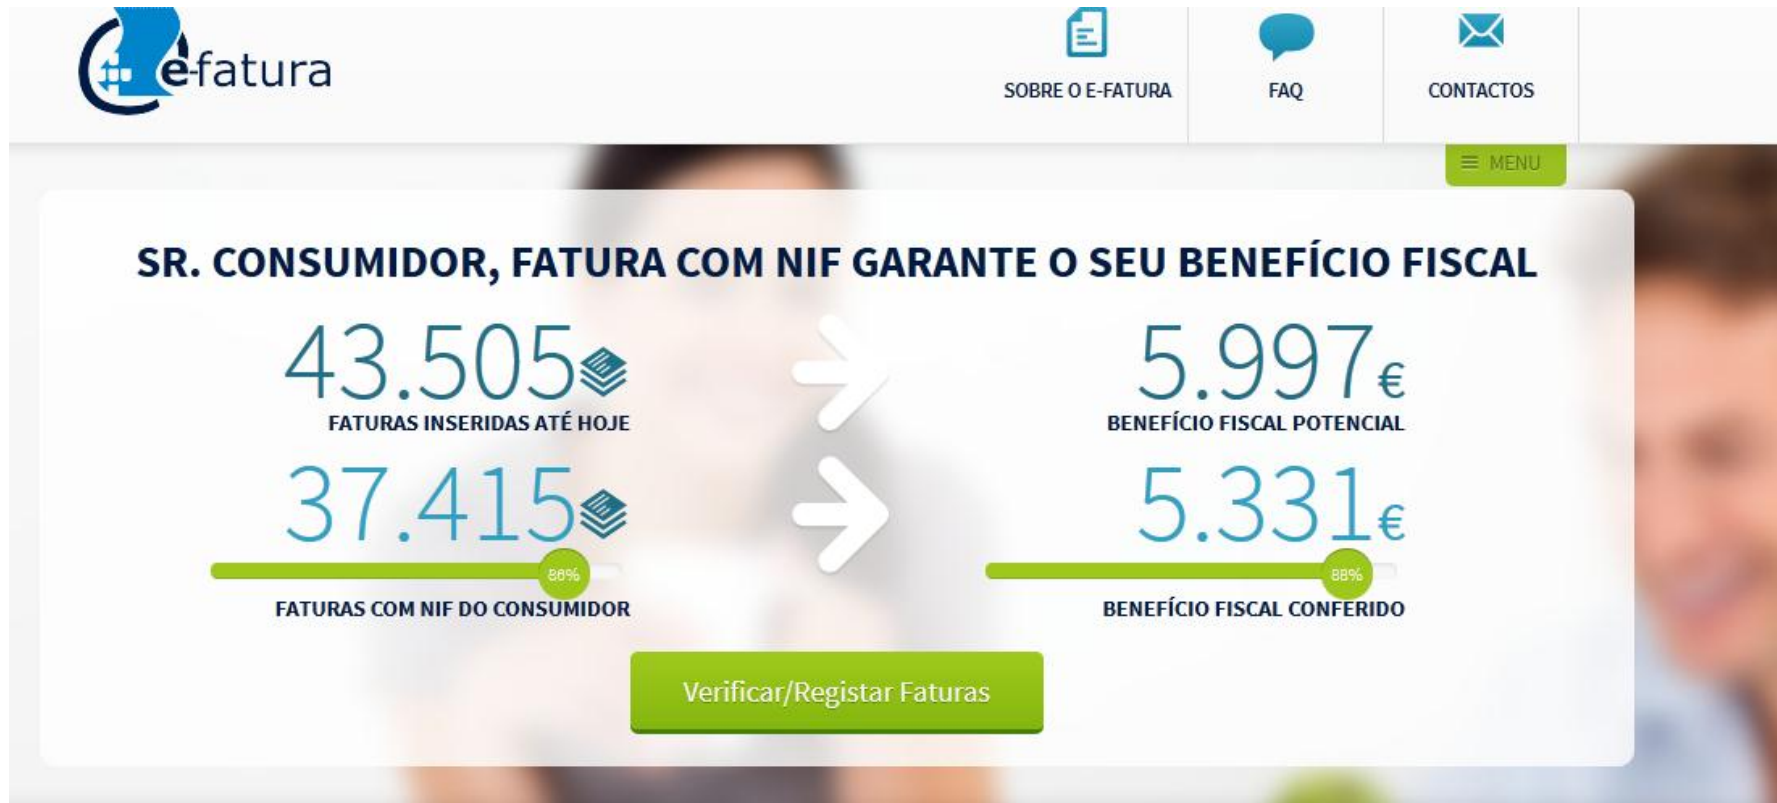 e-fatura
SOBRE O E-FATURA
FAQ
CONTACTOS
≡ MENU
SR. CONSUMIDOR, FATURA COM NIF GARANTE O SEU BENEFÍCIO FISCAL
43.505
FATURAS INSERIDAS ATÉ HOJE
5.997€
BENEFÍCIO FISCAL POTENCIAL
37.415
86%
FATURAS COM NIF DO CONSUMIDOR
5.331€
88%
BENEFÍCIO FISCAL CONFERIDO
Verificar/Registar Faturas